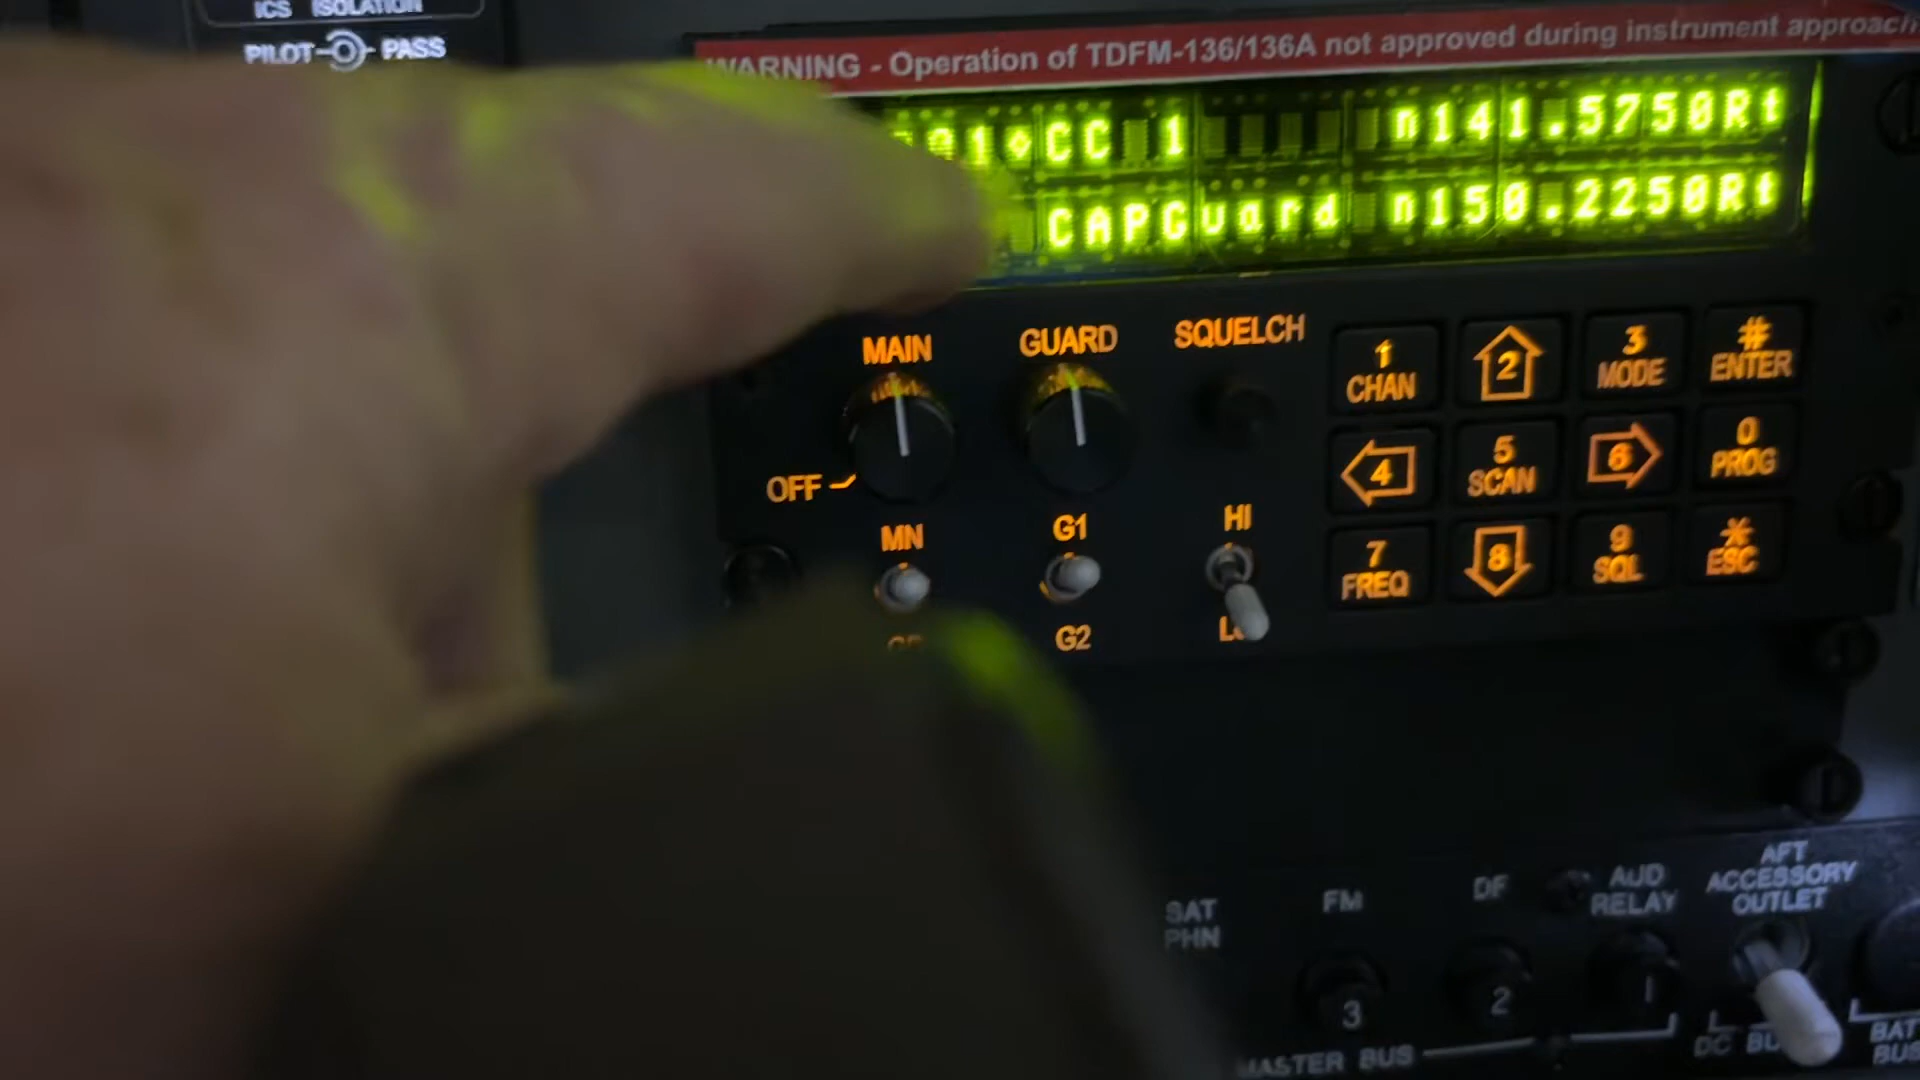 ICS ISOLATION
PILOT PASS
WARNING - Operation of TDFM-136/136A not approved during instrument approach
CC 1 n141.5750Rt
CAPGuard n150.2250Rt
MAIN GUARD SQUELCH
OFF
MN G1 HI
G2
1 CHAN
2
3 MODE
# ENTER
4
5 SCAN
6
0 PROG
7 FREQ
8
9 SQL
* ESC
SAT PHN
FM
DF
AUD RELAY
AFT ACCESSORY OUTLET
3 2 1
MASTER BUS
DC